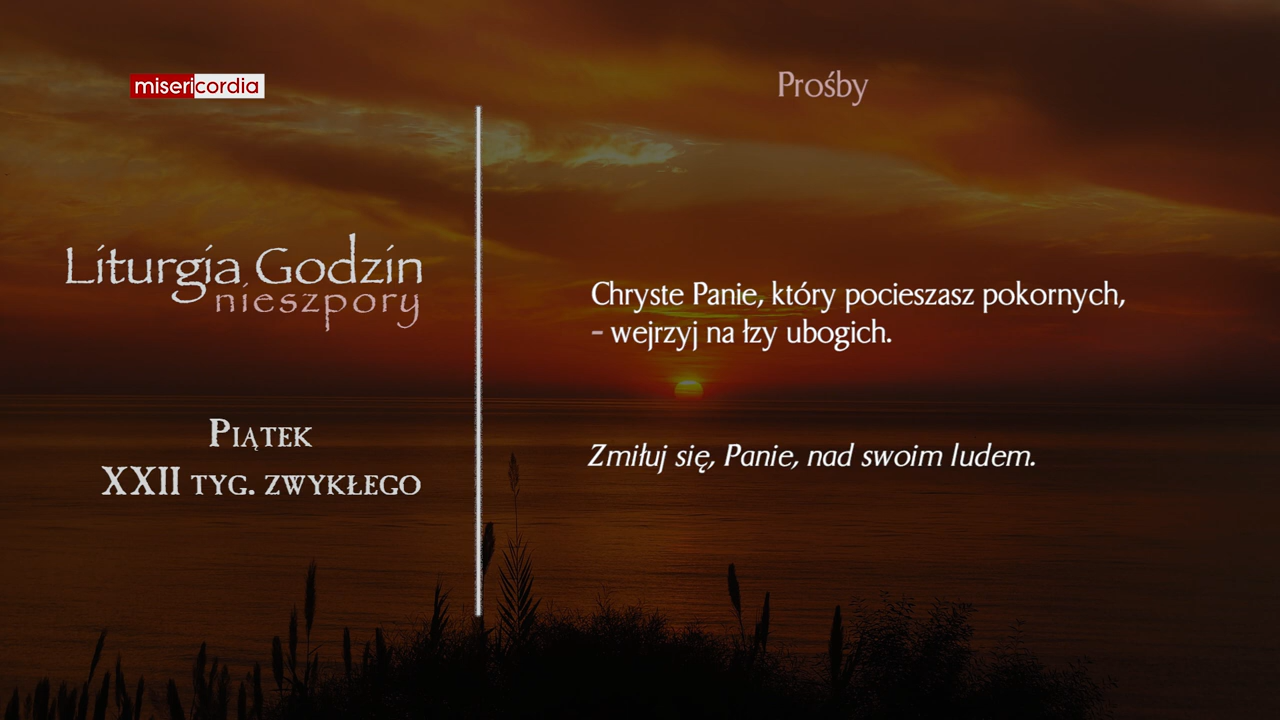 misericordia
Prośby
Liturgia Godzin
nieszpory
Piątek
XXII tyg. zwykłego
Chryste Panie, który pocieszasz pokornych,
– wejrzyj na łzy ubogich.
Zmiłuj się, Panie, nad swoim ludem.